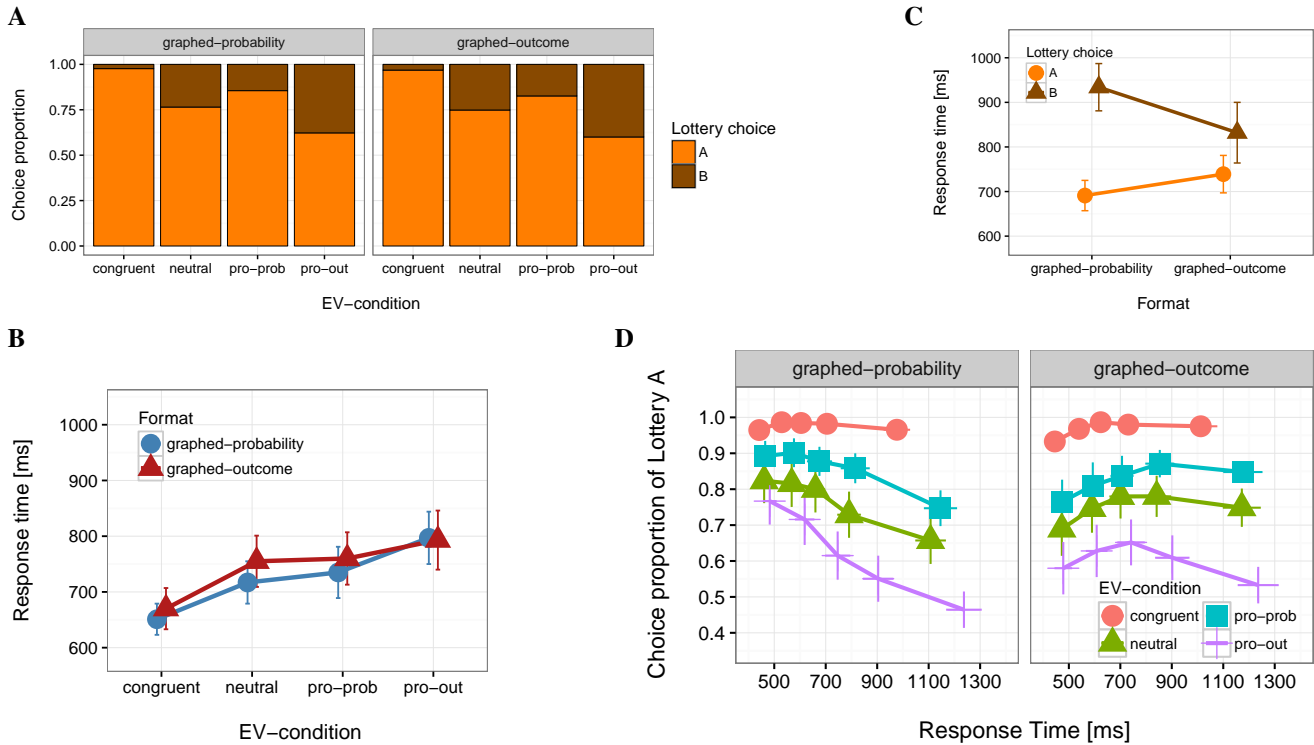 A
graphed−probability graphed−outcome
1.00
0.75
0.50
0.25
0.00
Choice proportion
congruent neutral pro−prob pro−out congruent neutral pro−prob pro−out
EV−condition
Lottery choice
A
B
C
1000
900
800
700
600
Response time [ms]
Lottery choice
A
B
graphed−probability graphed−outcome
Format
B
1000
900
800
700
600
Response time [ms]
Format
graphed−probability
graphed−outcome
congruent neutral pro−prob pro−out
EV−condition
D
graphed−probability graphed−outcome
1.0
0.9
0.8
0.7
0.6
0.5
0.4
Choice proportion of Lottery A
EV−condition
congruent pro−prob
neutral pro−out
500 700 900 1100 1300 500 700 900 1100 1300
Response Time [ms]